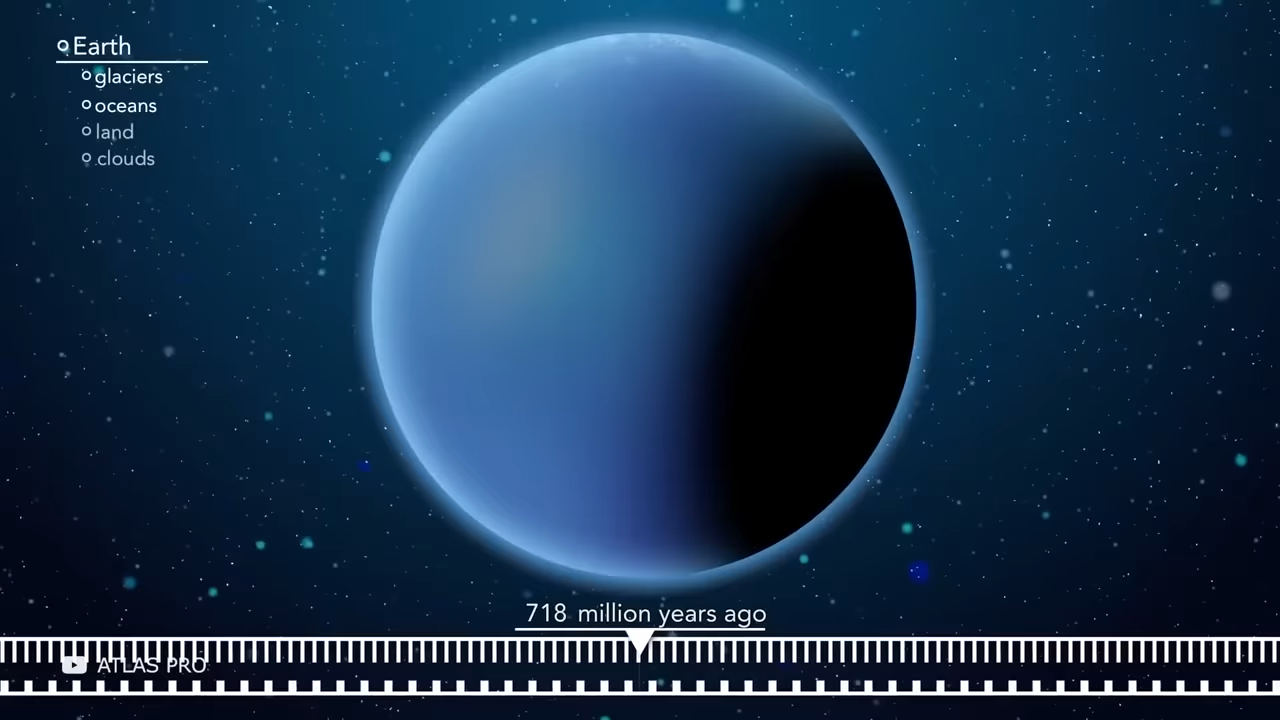 Earth
glaciers
oceans
land
clouds
718 million years ago
ATLAS PRO